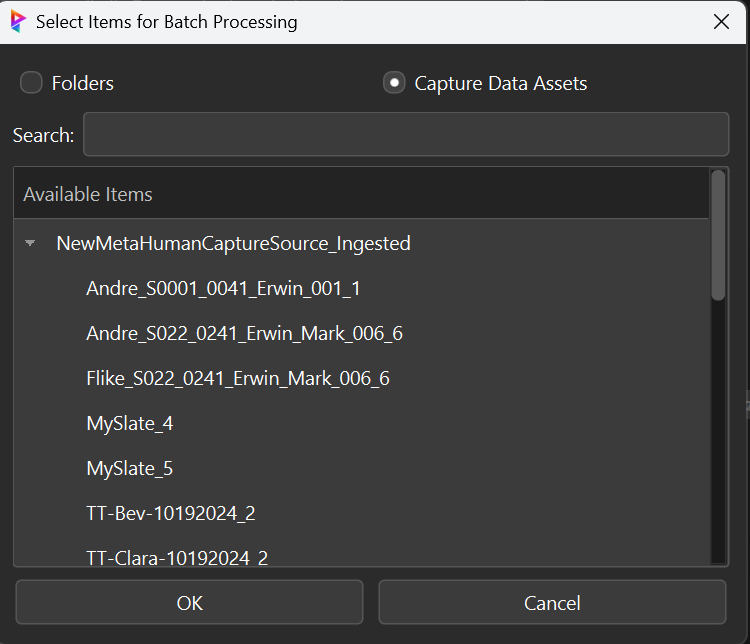 Select Items for Batch Processing
Folders
Capture Data Assets
Search:
Available Items
NewMetaHumanCaptureSource_Ingested
Andre_S0001_0041_Erwin_001_1
Andre_S022_0241_Erwin_Mark_006_6
Flike_S022_0241_Erwin_Mark_006_6
MySlate_4
MySlate_5
TT-Bev-10192024_2
TT-Clara-10192024_2
OK
Cancel